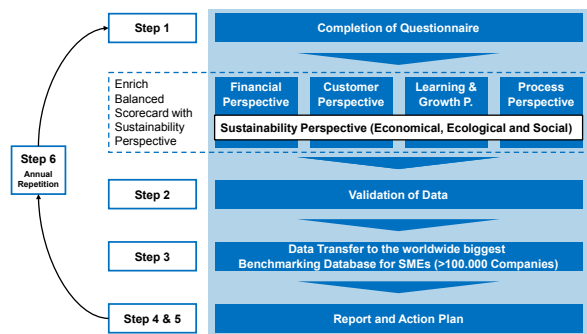 Step 1
Completion of Questionnaire
Enrich
Balanced
Scorecard with
Sustainability
Perspective
Financial
Perspective
Customer
Perspective
Learning &
Growth P.
Process
Perspective
Sustainability Perspective (Economical, Ecological and Social)
Step 6
Annual
Repetition
Step 2
Validation of Data
Step 3
Data Transfer to the worldwide biggest
Benchmarking Database for SMEs (>100.000 Companies)
Step 4 & 5
Report and Action Plan